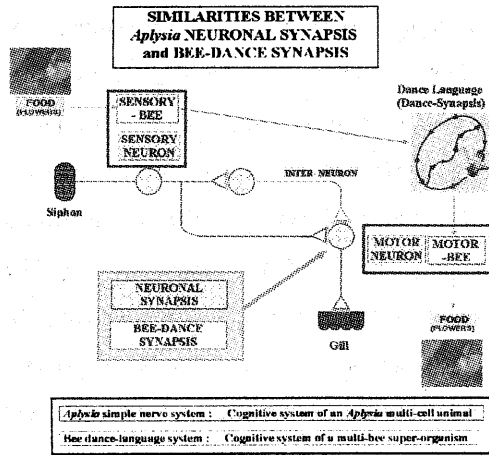 SIMILARITIES BETWEEN
Aplysia NEURONAL SYNAPSIS
and BEE-DANCE SYNAPSIS
FOOD
(FLOWERS)
SENSORY
- BEE
SENSORY
NEURON
Dance Language
(Dance-Synapsis)
Siphon
INTER-NEURON
MOTOR
NEURON
MOTOR
-BEE
NEURONAL
SYNAPSIS
BEE-DANCE
SYNAPSIS
Gill
FOOD
(FLOWERS)
Aplysia simple nerve system : Cognitive system of an Aplysia multi-cell animal
Bee dance-language system : Cognitive system of a multi-bee super-organism